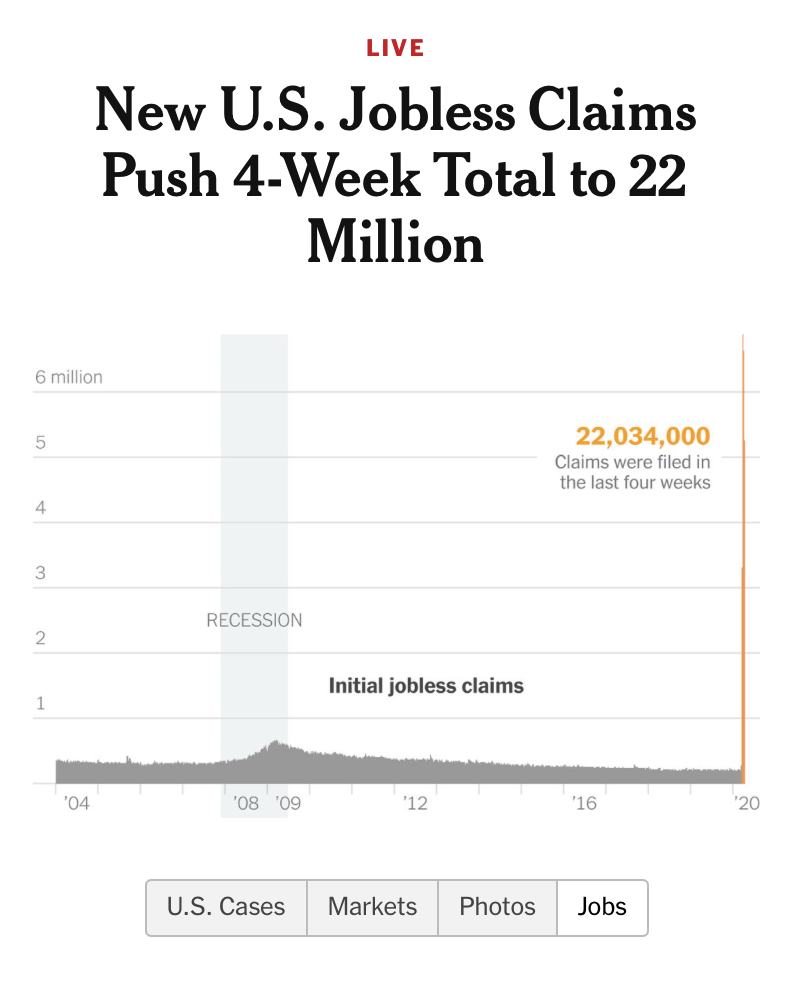 LIVE
New U.S. Jobless Claims
Push 4-Week Total to 22
Million
6 million
5
22,034,000
Claims were filed in
the last four weeks
4
3
RECESSION
2
Initial jobless claims
1
’04 ’08 ’09 ’12 ’16 ’20
U.S. Cases Markets Photos Jobs